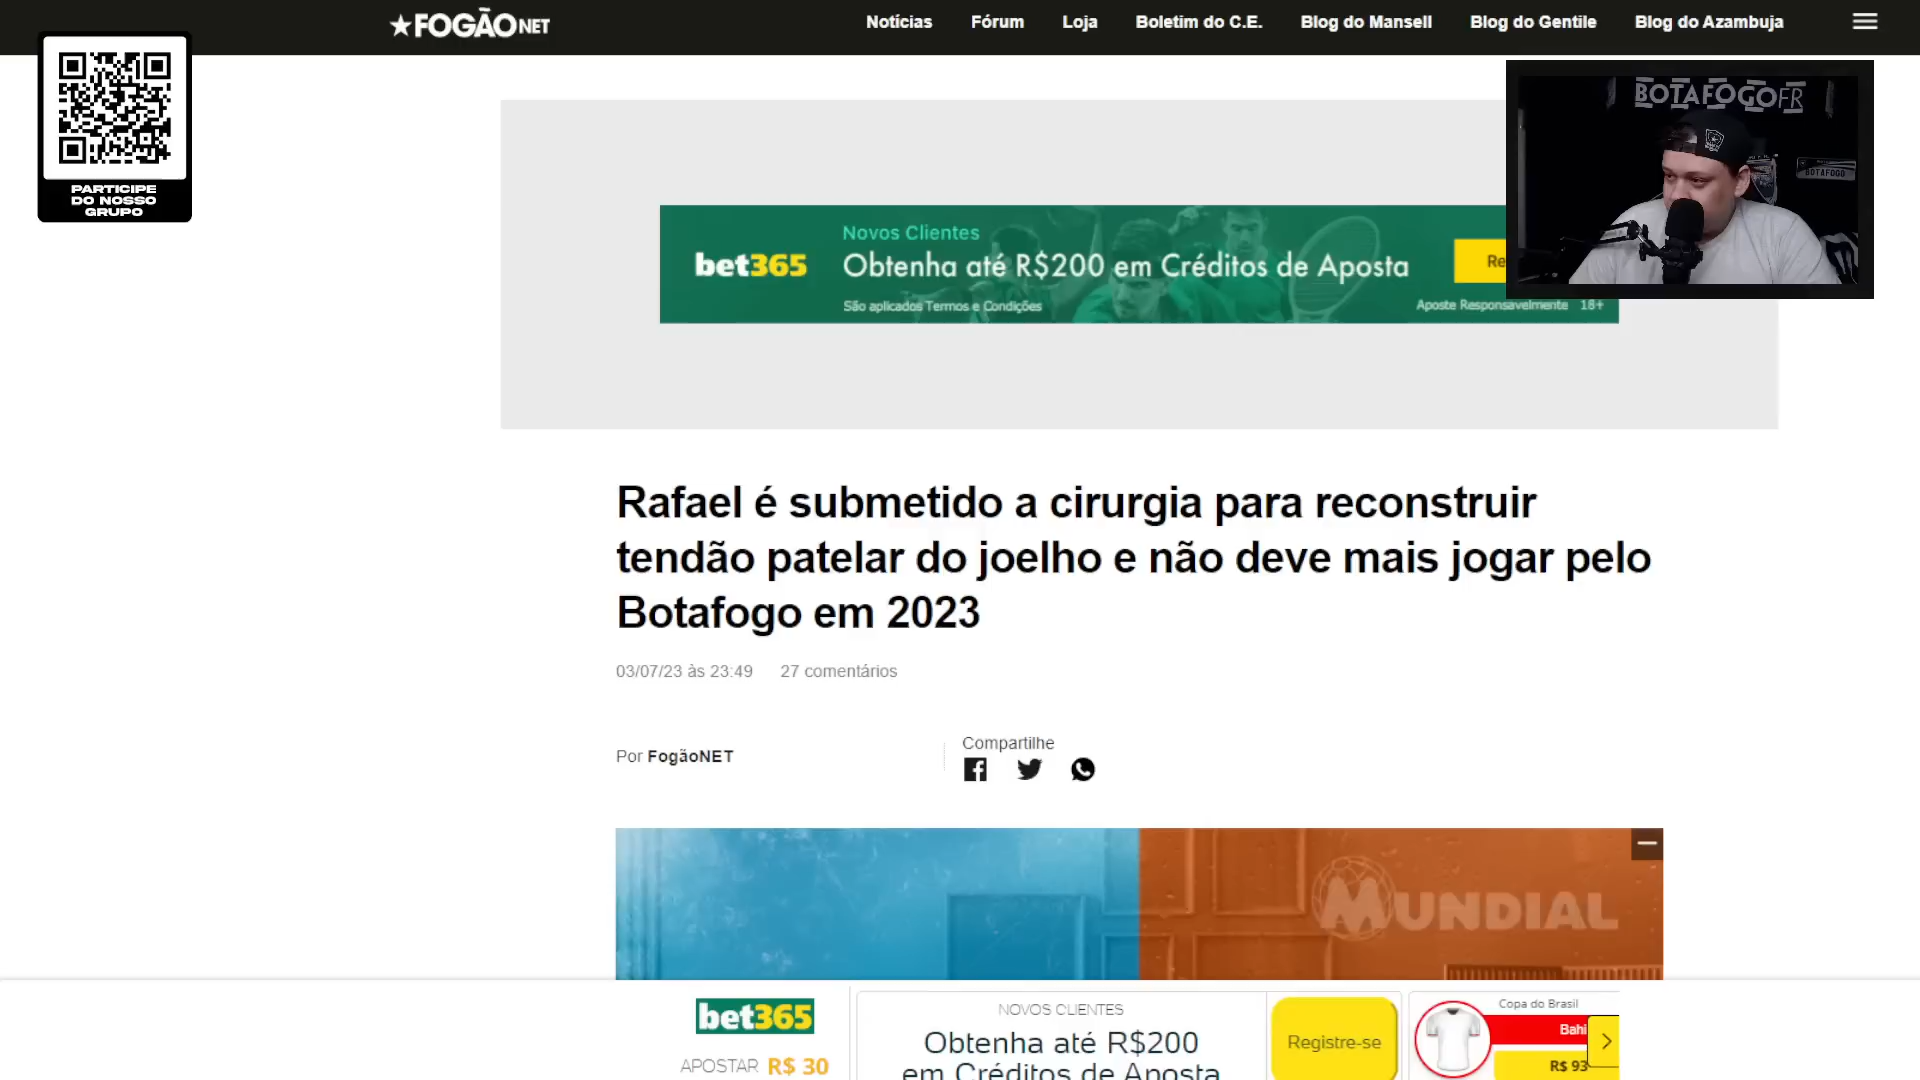 FOGÃONET
Notícias
Fórum
Loja
Boletim do C.E.
Blog do Mansell
Blog do Gentile
Blog do Azambuja
PARTICIPE
DO NOSSO
GRUPO
BOTAFOGOFR
BOTAFOGO
Novos Clientes
bet365
Obtenha até R$200 em Créditos de Aposta
Re
São aplicados Termos e Condições
Aposte Responsavelmente 18+
Rafael é submetido a cirurgia para reconstruir
tendão patelar do joelho e não deve mais jogar pelo
Botafogo em 2023
03/07/23 às 23:49
27 comentários
Por FogãoNET
Compartilhe
MUNDIAL
bet365
APOSTAR R$ 30
NOVOS CLIENTES
Obtenha até R$200
em Créditos de Aposta
Registre-se
Copa do Brasil
Bahi
R$ 93